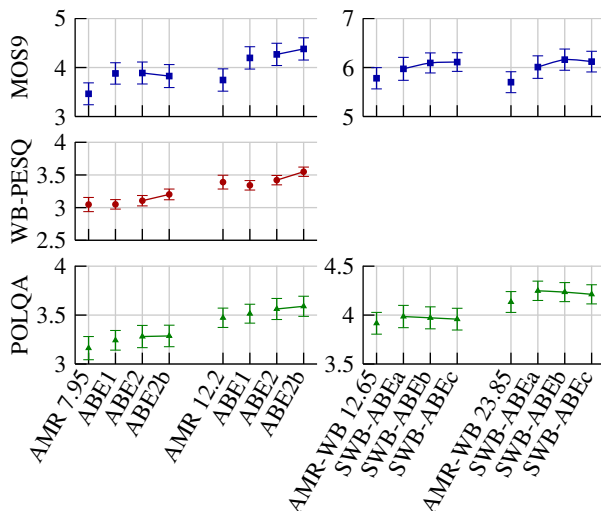 MOS9
5
4
3
7
6
5
WB-PESQ
4
3.5
3
2.5
POLQA
4
3.5
3
4.5
4
3.5
AMR 7.95
ABE1
ABE2
ABE2b
AMR 12.2
ABE1
ABE2
ABE2b
AMR-WB 12.65
SWB-ABEa
SWB-ABEb
SWB-ABEc
AMR-WB 23.85
SWB-ABEa
SWB-ABEb
SWB-ABEc